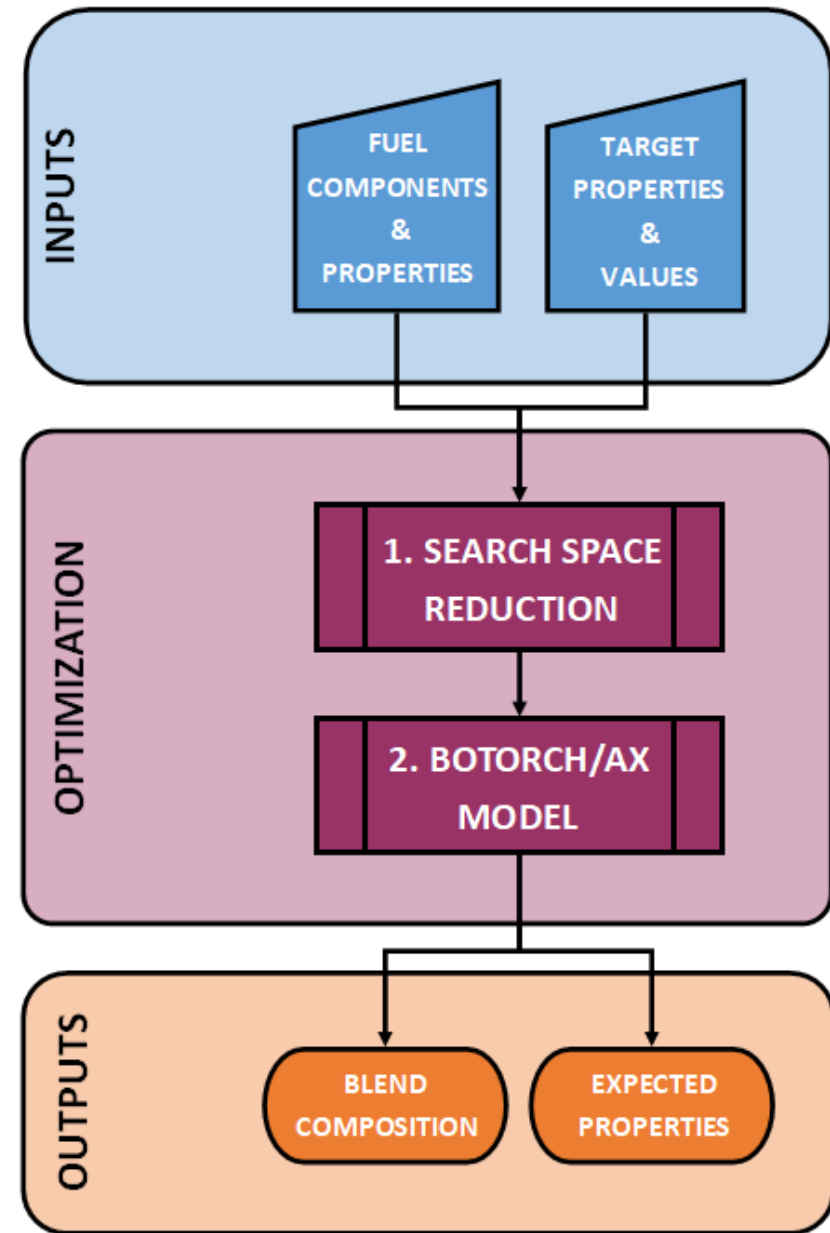 INPUTS
FUEL
COMPONENTS
&
PROPERTIES
TARGET
PROPERTIES
&
VALUES
OPTIMIZATION
1. SEARCH SPACE
REDUCTION
2. BOTORCH/AX
MODEL
OUTPUTS
BLEND
COMPOSITION
EXPECTED
PROPERTIES